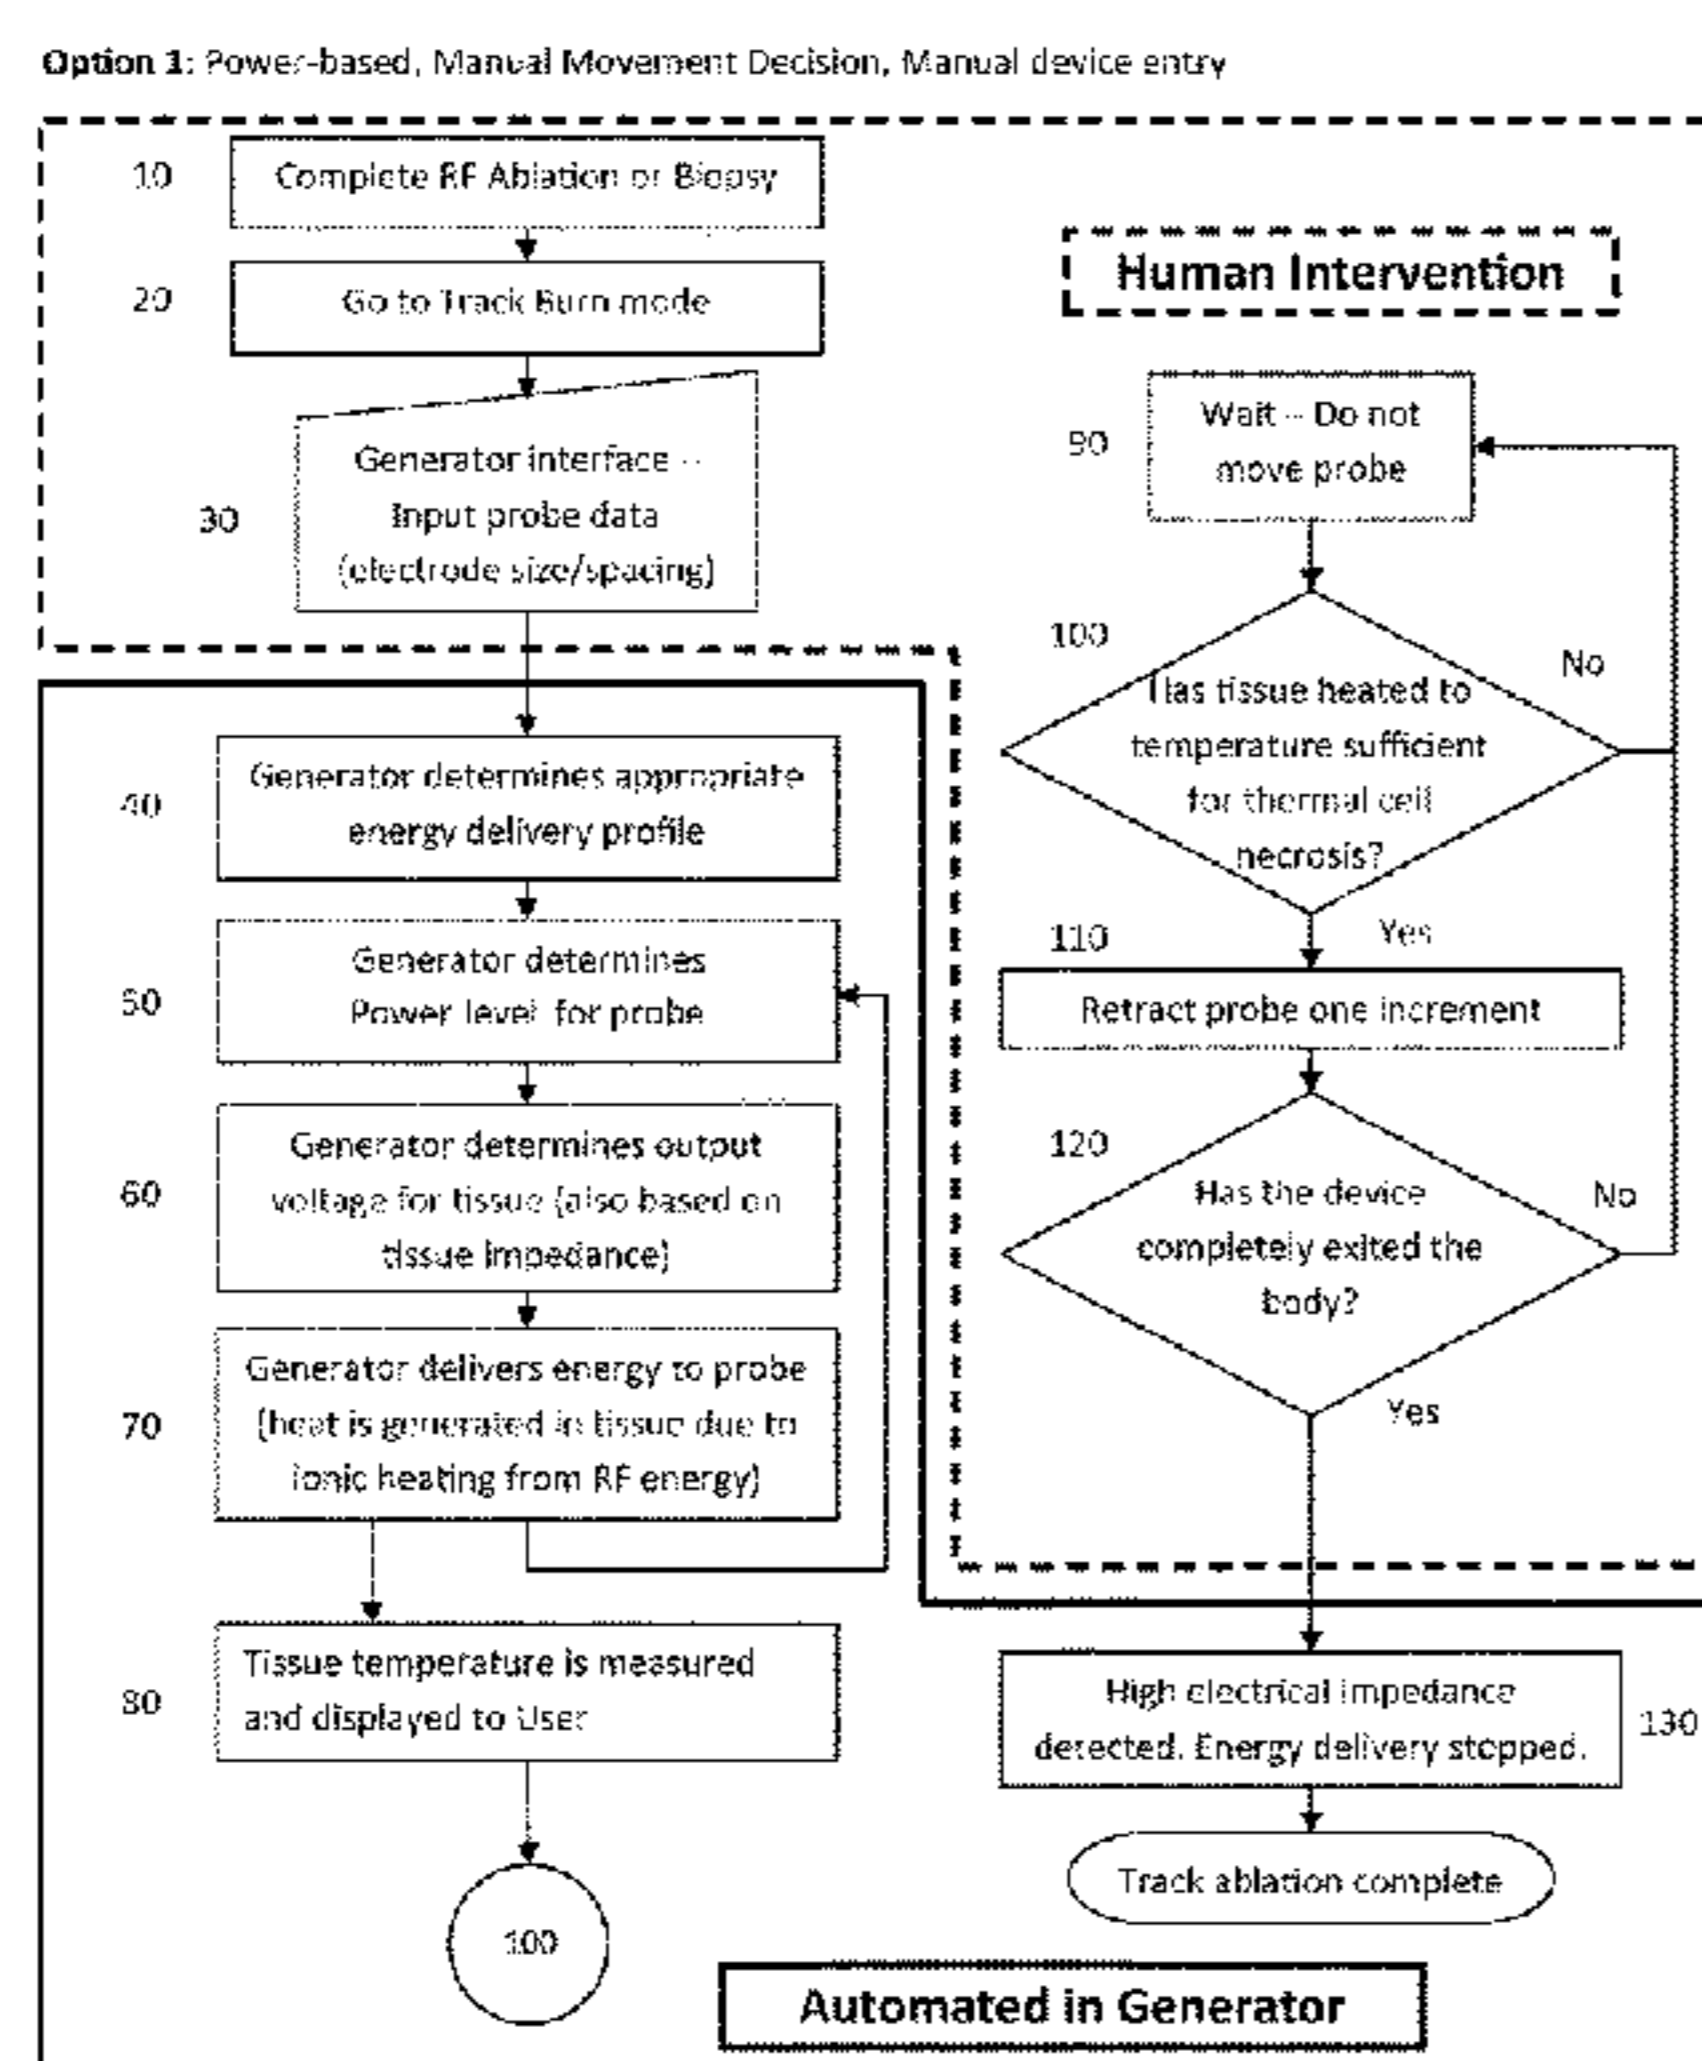 Option 1: Power-based, Manual Movement Decision, Manual device entry
10
Complete RF Ablation or Biopsy
20
Go to Track Burn mode
30
Generator interface –
Input probe data
(electrode size/spacing)
40
Generator determines appropriate
energy delivery profile
50
Generator determines
Power level for probe
60
Generator determines output
voltage for tissue (also based on
tissue impedance)
70
Generator delivers energy to probe
(heat is generated in tissue due to
ionic heating from RF energy)
80
Tissue temperature is measured
and displayed to User
100
Human Intervention
90
Wait – Do not
move probe
100
Has tissue heated to
temperature sufficient
for thermal cell
necrosis?
No
Yes
110
Retract probe one increment
120
Has the device
completely exited the
body?
No
Yes
High electrical impedance
detected. Energy delivery stopped.
130
Track ablation complete
Automated in Generator